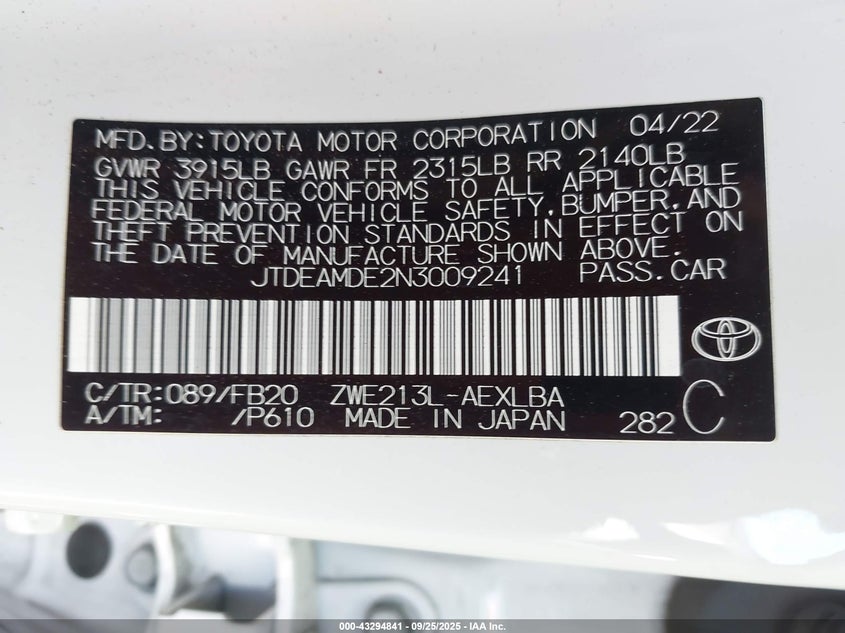 MFD.BY:TOYOTA MOTOR CORPORATION 04/22
GVWR 3915LB GAWR FR 2315LB RR 2140LB
THIS VEHICLE CONFORMS TO ALL APPLICABLE
FEDERAL MOTOR VEHICLE SAFETY,BUMPER,AND
THEFT PREVENTION STANDARDS IN EFFECT ON
THE DATE OF MANUFACTURE SHOWN ABOVE.
JTDEAMDE2N3009241 PASS.CAR
C/TR:089/FB20 ZWE213L-AEXLBA
A/TM: /P610 MADE IN JAPAN 282 C
000-43294841 - 09/25/2025 - IAA Inc.